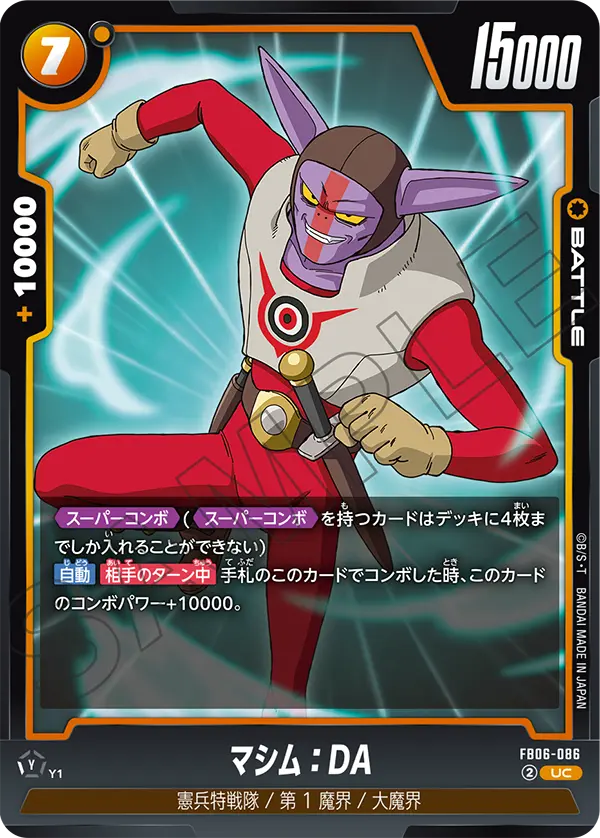 7
15000
+10000
BATTLE
スーパーコンボ ( スーパーコンボ を持つカードはデッキに4枚ま
でしか入れることができない)
自動 相手のターン中 手札のこのカードでコンボした時、このカード
のコンボパワー+10000。
©B/S・T BANDAI MADE IN JAPAN
SAMPLE
マシム:DA
FB06-086
Y Y1
② UC
憲兵特戦隊 / 第1魔界 / 大魔界